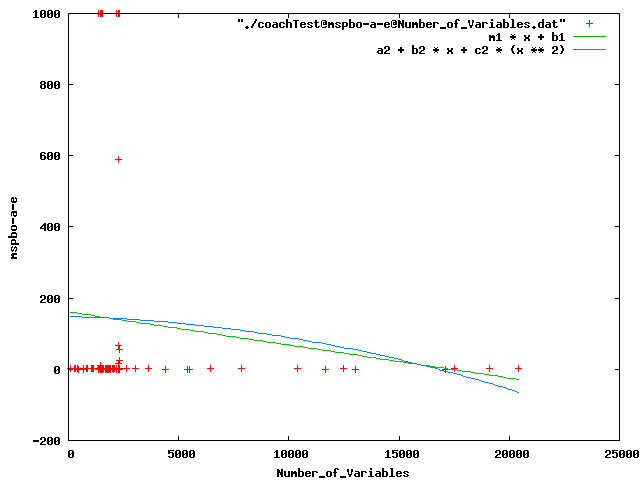 "./coachTest@mspbo-a-e@Number_of_Variables.dat"
m1 * x + b1
a2 + b2 * x + c2 * (x ** 2)
1000
800
600
400
200
0
-200
mspbo-a-e
0 5000 10000 15000 20000 25000
Number_of_Variables